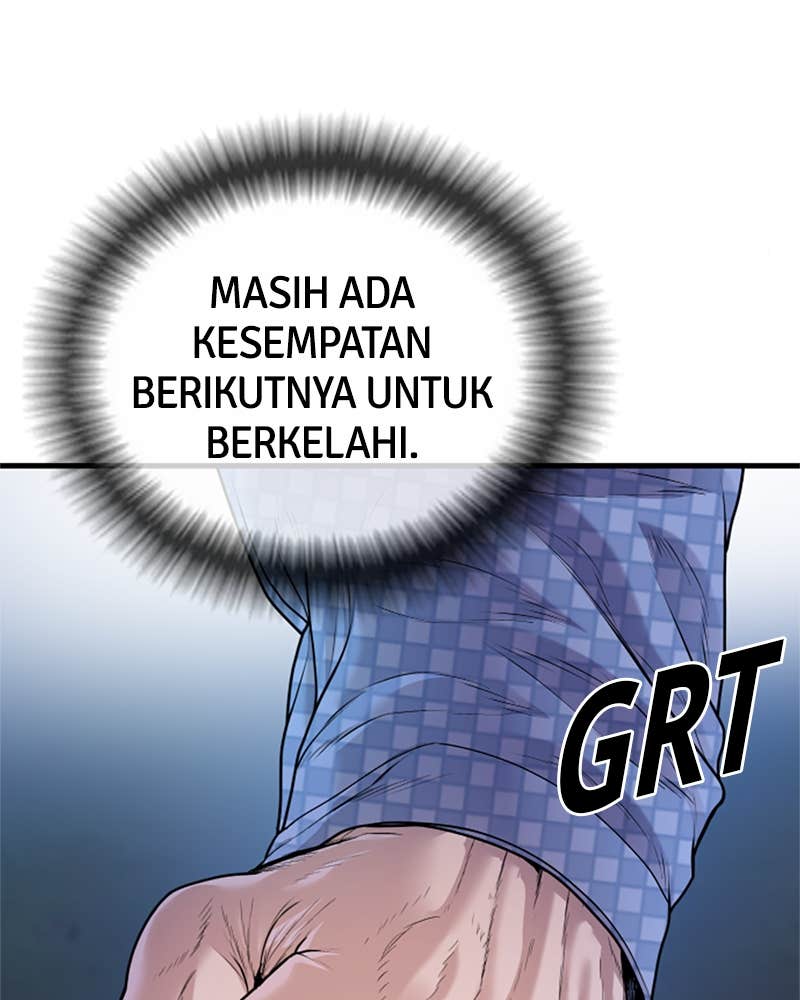 MASIH ADA
KESEMPATAN
BERIKUTNYA UNTUK
BERKELAHI.
GRT